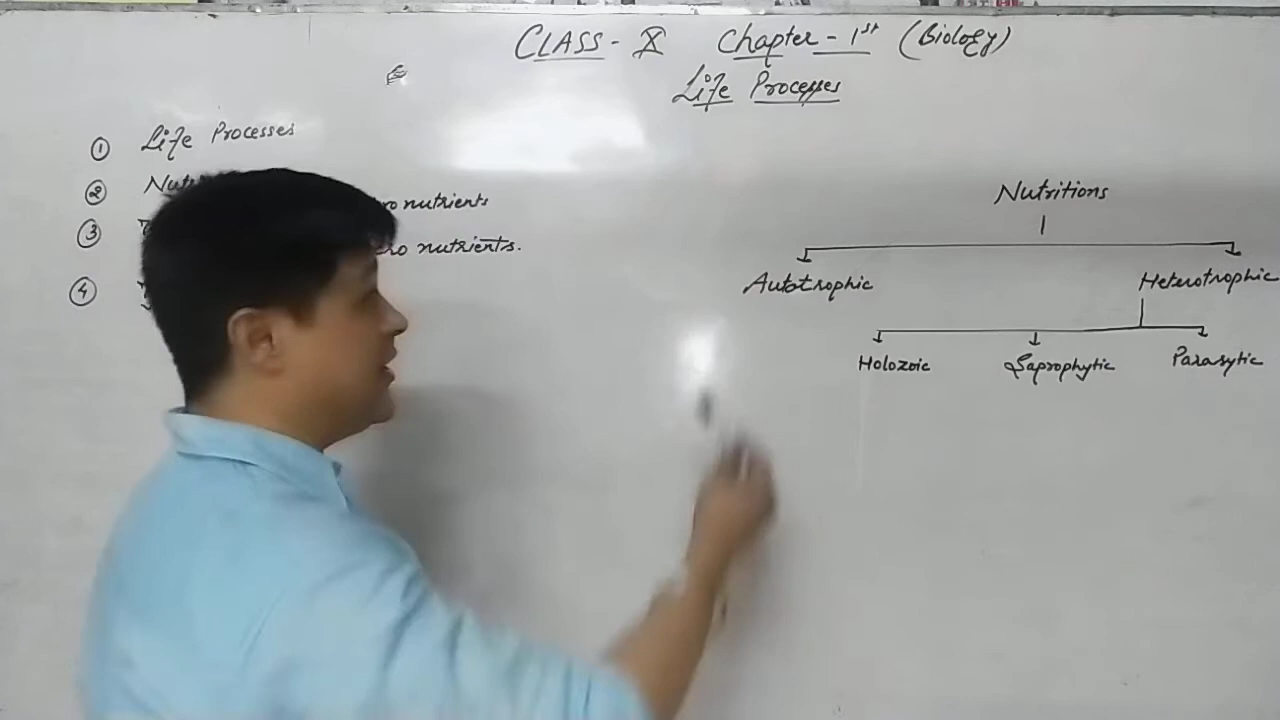 CLASS - X Chapter - 1st (Biology)
Life Processes
① Life Processes
②
nutrients
③
nutrients.
④
Nutritions
Autotrophic Heterotrophic
Holozoic Saprophytic Parasytic